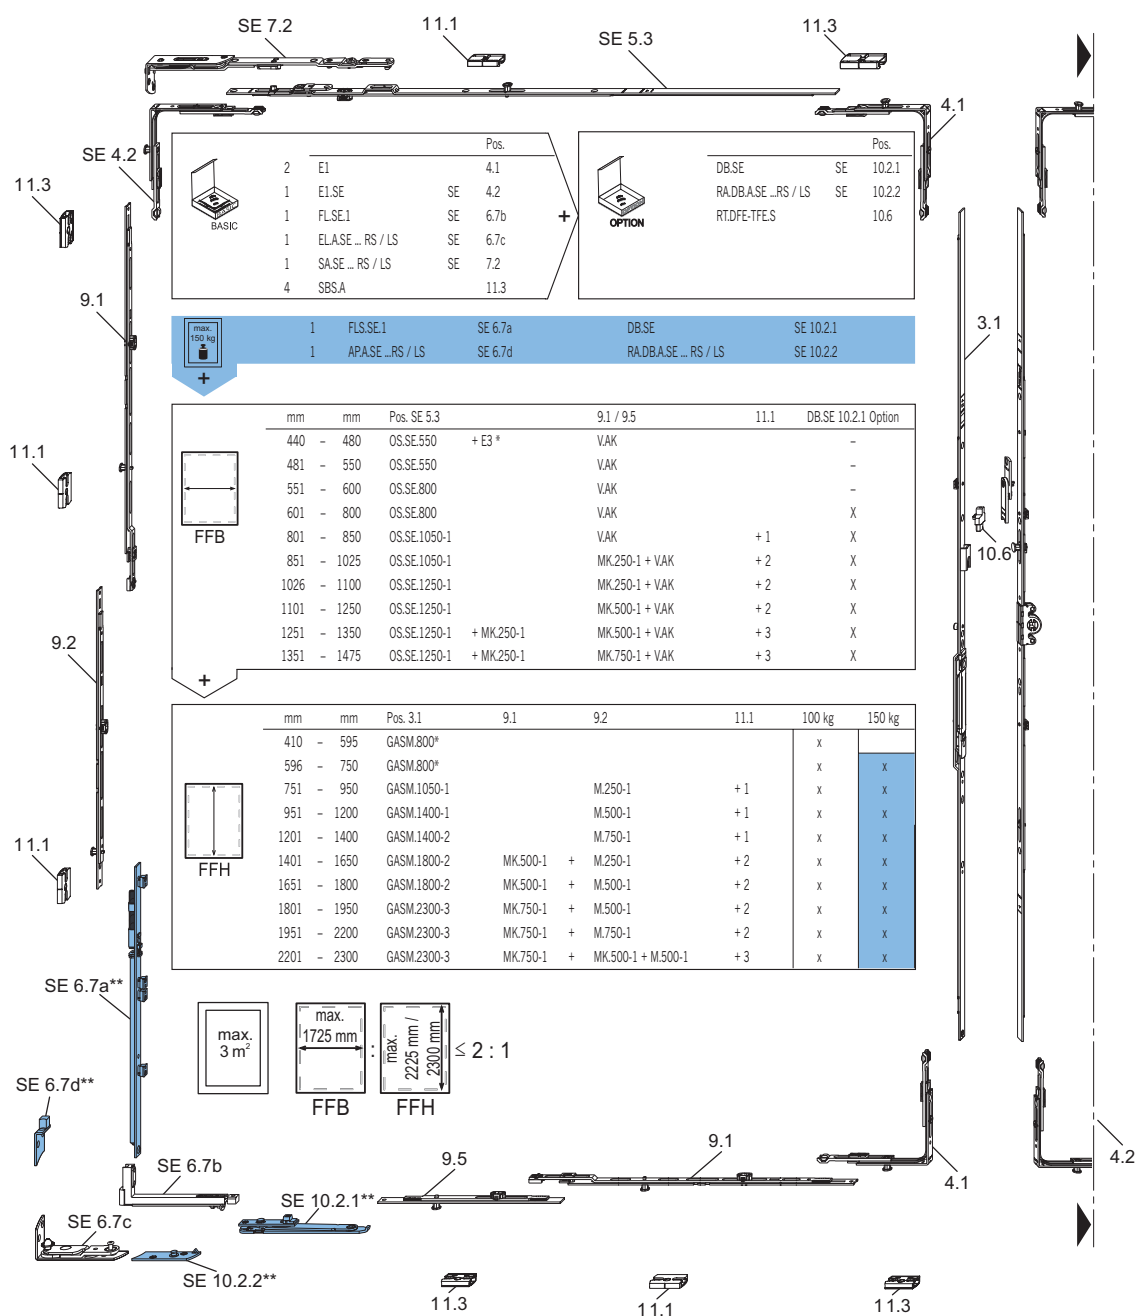 SE 7.2
11.1
SE 5.3
11.3
4.1
SE 4.2
11.3
Pos.
2 E1 4.1
1 E1.SE SE 4.2
1 FL.SE.1 SE 6.7b
1 EL.A.SE ... RS / LS SE 6.7c
1 SA.SE ... RS / LS SE 7.2
4 SBS.A 11.3
BASIC
+
Pos.
DB.SE SE 10.2.1
RA.DB.A.SE ...RS / LS SE 10.2.2
RT.DFE-TFE.S 10.6
OPTION
9.1
3.1
max.
150 kg
1 FLS.SE.1 SE 6.7a DB.SE SE 10.2.1
1 AP.A.SE ...RS / LS SE 6.7d RA.DB.A.SE ... RS / LS SE 10.2.2
+
mm mm Pos. SE 5.3 9.1 / 9.5 11.1 DB.SE 10.2.1 Option
440 – 480 OS.SE.550 + E3 * V.AK –
481 – 550 OS.SE.550 V.AK –
551 – 600 OS.SE.800 V.AK –
601 – 800 OS.SE.800 V.AK X
801 – 850 OS.SE.1050-1 V.AK + 1 X
851 – 1025 OS.SE.1050-1 MK.250-1 + V.AK + 2 X
1026 – 1100 OS.SE.1250-1 MK.250-1 + V.AK + 2 X
1101 – 1250 OS.SE.1250-1 MK.500-1 + V.AK + 2 X
1251 – 1350 OS.SE.1250-1 + MK.250-1 MK.500-1 + V.AK + 3 X
1351 – 1475 OS.SE.1250-1 + MK.250-1 MK.750-1 + V.AK + 3 X
FFB
11.1
10.6
9.2
+
mm mm Pos. 3.1 9.1 9.2 11.1 100 kg 150 kg
410 – 595 GASM.800* x
596 – 750 GASM.800* x x
751 – 950 GASM.1050-1 M.250-1 + 1 x x
951 – 1200 GASM.1400-1 M.500-1 + 1 x x
1201 – 1400 GASM.1400-2 M.750-1 + 1 x x
1401 – 1650 GASM.1800-2 MK.500-1 + M.250-1 + 2 x x
1651 – 1800 GASM.1800-2 MK.500-1 + M.500-1 + 2 x x
1801 – 1950 GASM.2300-3 MK.750-1 + M.500-1 + 2 x x
1951 – 2200 GASM.2300-3 MK.750-1 + M.750-1 + 2 x x
2201 – 2300 GASM.2300-3 MK.750-1 + MK.500-1 + M.500-1 + 3 x x
FFH
11.1
SE 6.7a**
max.
3 m²
max.
1725 mm
FFB
:
max.
2225 mm /
2300 mm
FFH
≤ 2 : 1
SE 6.7d**
SE 6.7b
9.5
9.1
4.1
4.2
SE 6.7c
SE 10.2.1**
SE 10.2.2**
11.3
11.1
11.3